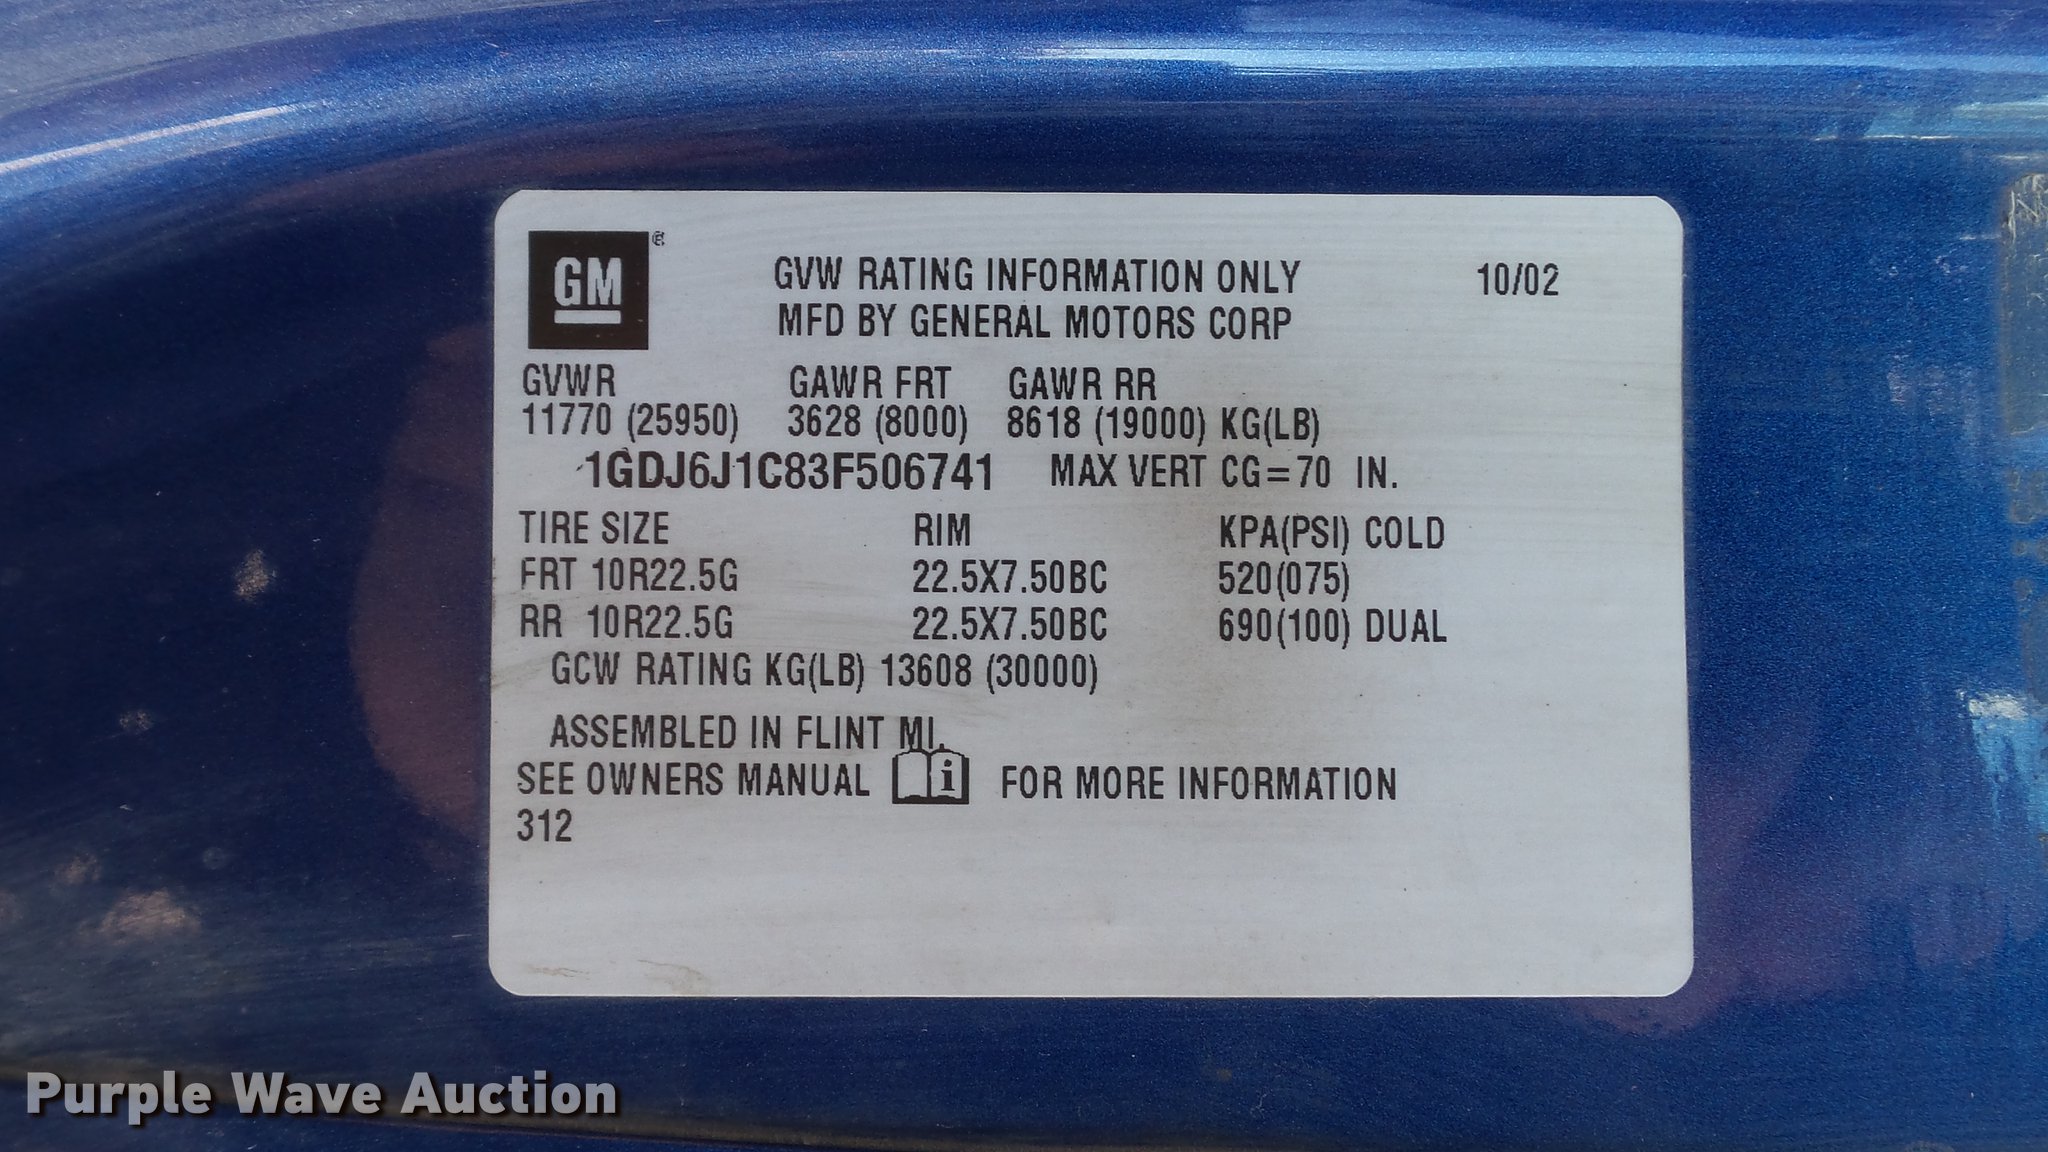 GM ®
GVW RATING INFORMATION ONLY 10/02
MFD BY GENERAL MOTORS CORP
GVWR GAWR FRT GAWR RR
11770 (25950) 3628 (8000) 8618 (19000) KG(LB)
1GDJ6J1C83F506741 MAX VERT CG=70 IN.
TIRE SIZE RIM KPA(PSI) COLD
FRT 10R22.5G 22.5X7.50BC 520(075)
RR 10R22.5G 22.5X7.50BC 690(100) DUAL
GCW RATING KG(LB) 13608 (30000)
ASSEMBLED IN FLINT MI.
SEE OWNERS MANUAL i FOR MORE INFORMATION
312
Purple Wave Auction